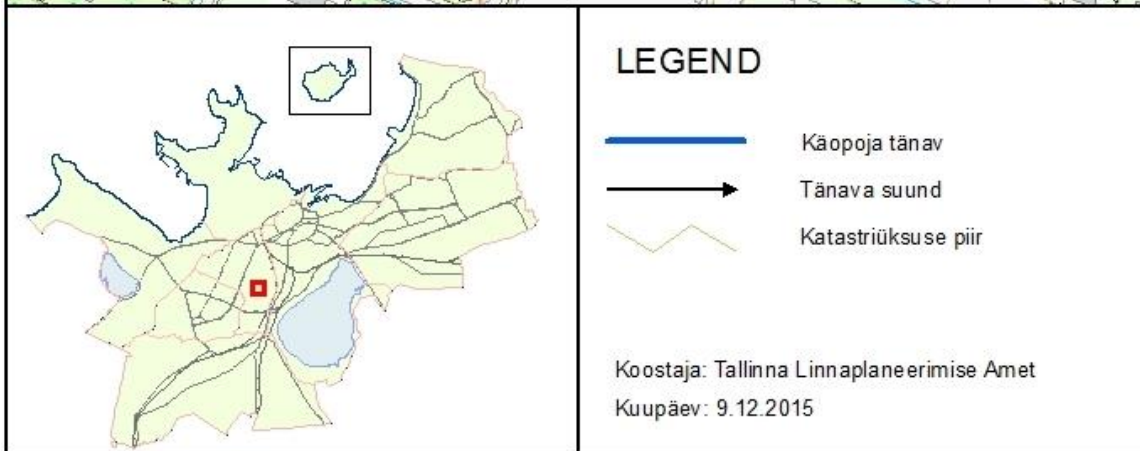 LEGEND
Käopoja tänav
Tänava suund
Katastriüksuse piir
Koostaja: Tallinna Linnaplaneerimise Amet
Kuupäev: 9.12.2015